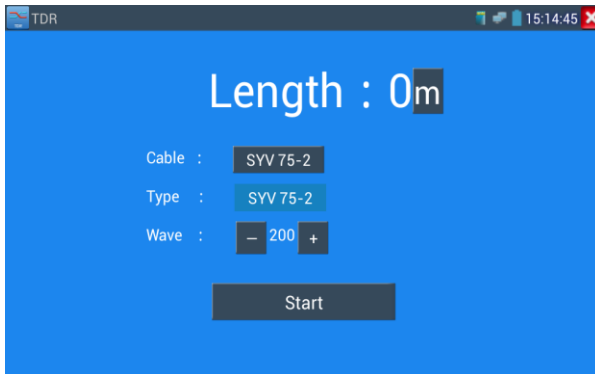 TDR 15:14:45
Length : 0m
Cable : SYV 75-2
Type : SYV 75-2
Wave : – 200 +
Start